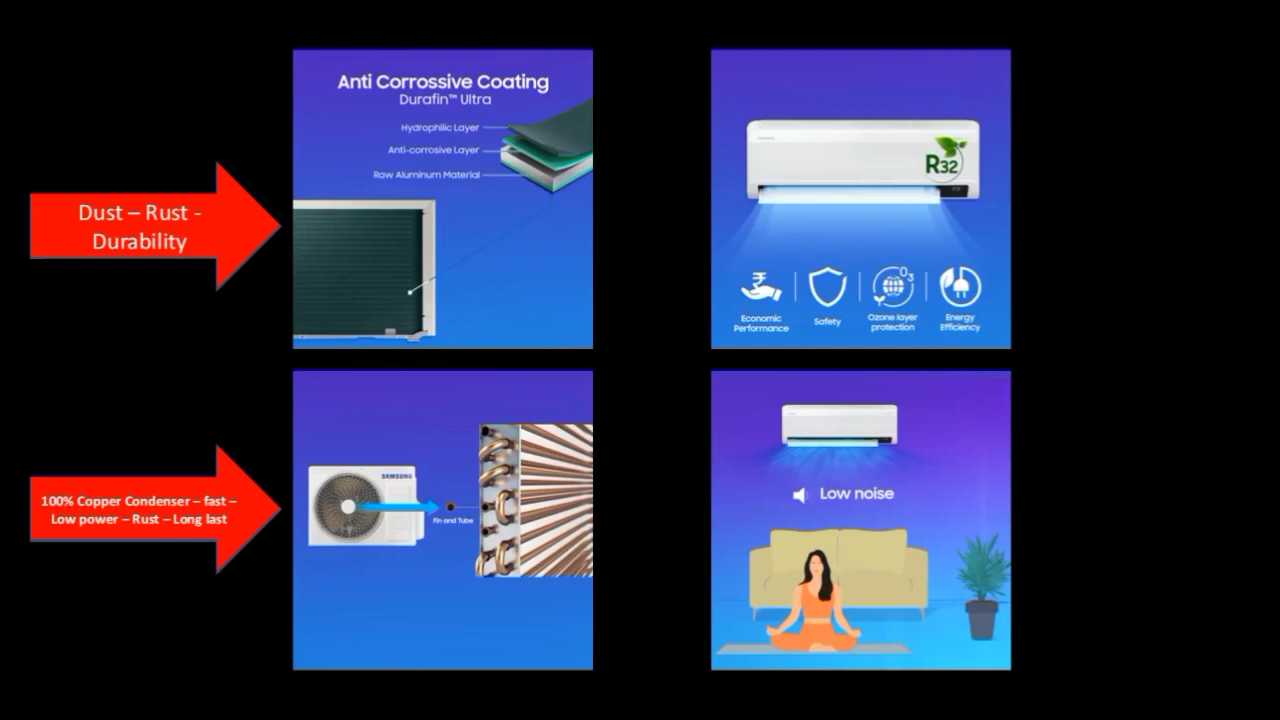 Dust – Rust -
Durability
Anti Corrossive Coating
Durafin™ Ultra
Hydrophilic Layer
Anti-corrosive Layer
Raw Aluminum Material
R32
₹
O3
Economic
Performance
Safety
Ozone layer
protection
Energy
Efficiency
100% Copper Condenser – fast –
Low power – Rust – Long last
SAMSUNG
Fin and Tube
Low noise